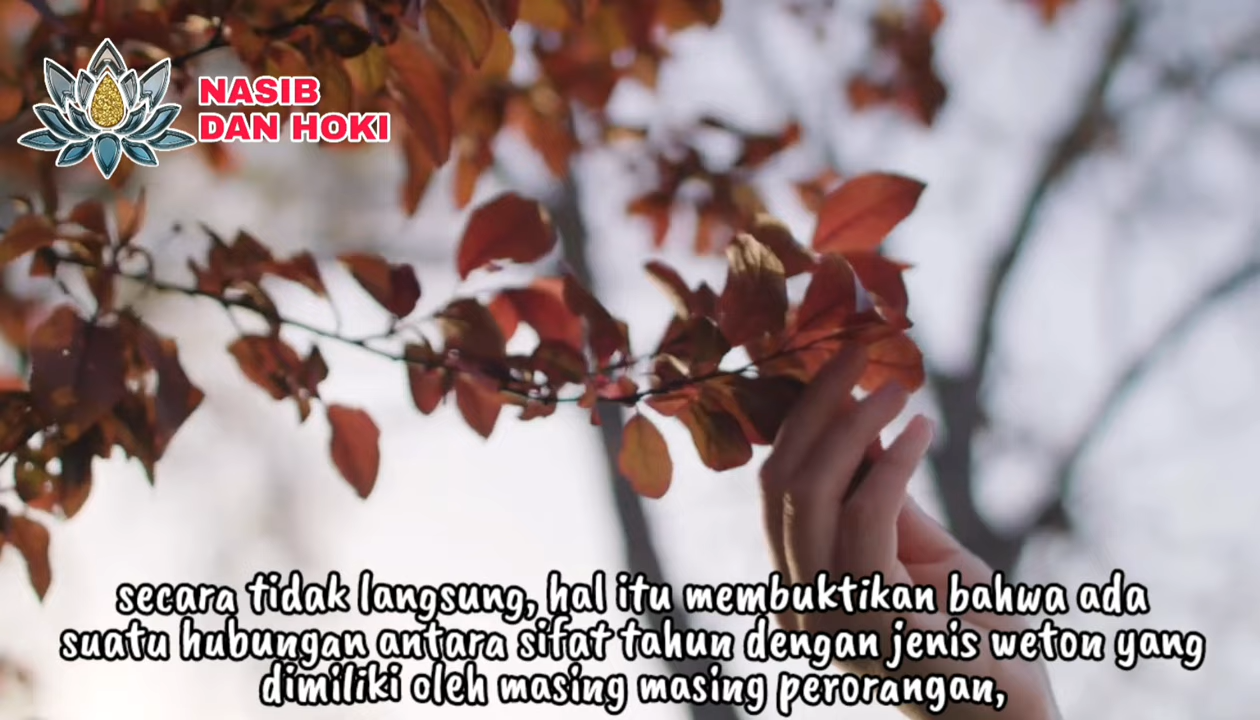 NASIB
DAN HOKI
secara tidak langsung, hal itu membuktikan bahwa ada
suatu hubungan antara sifat tahun dengan jenis weton yang
dimiliki oleh masing masing perorangan,